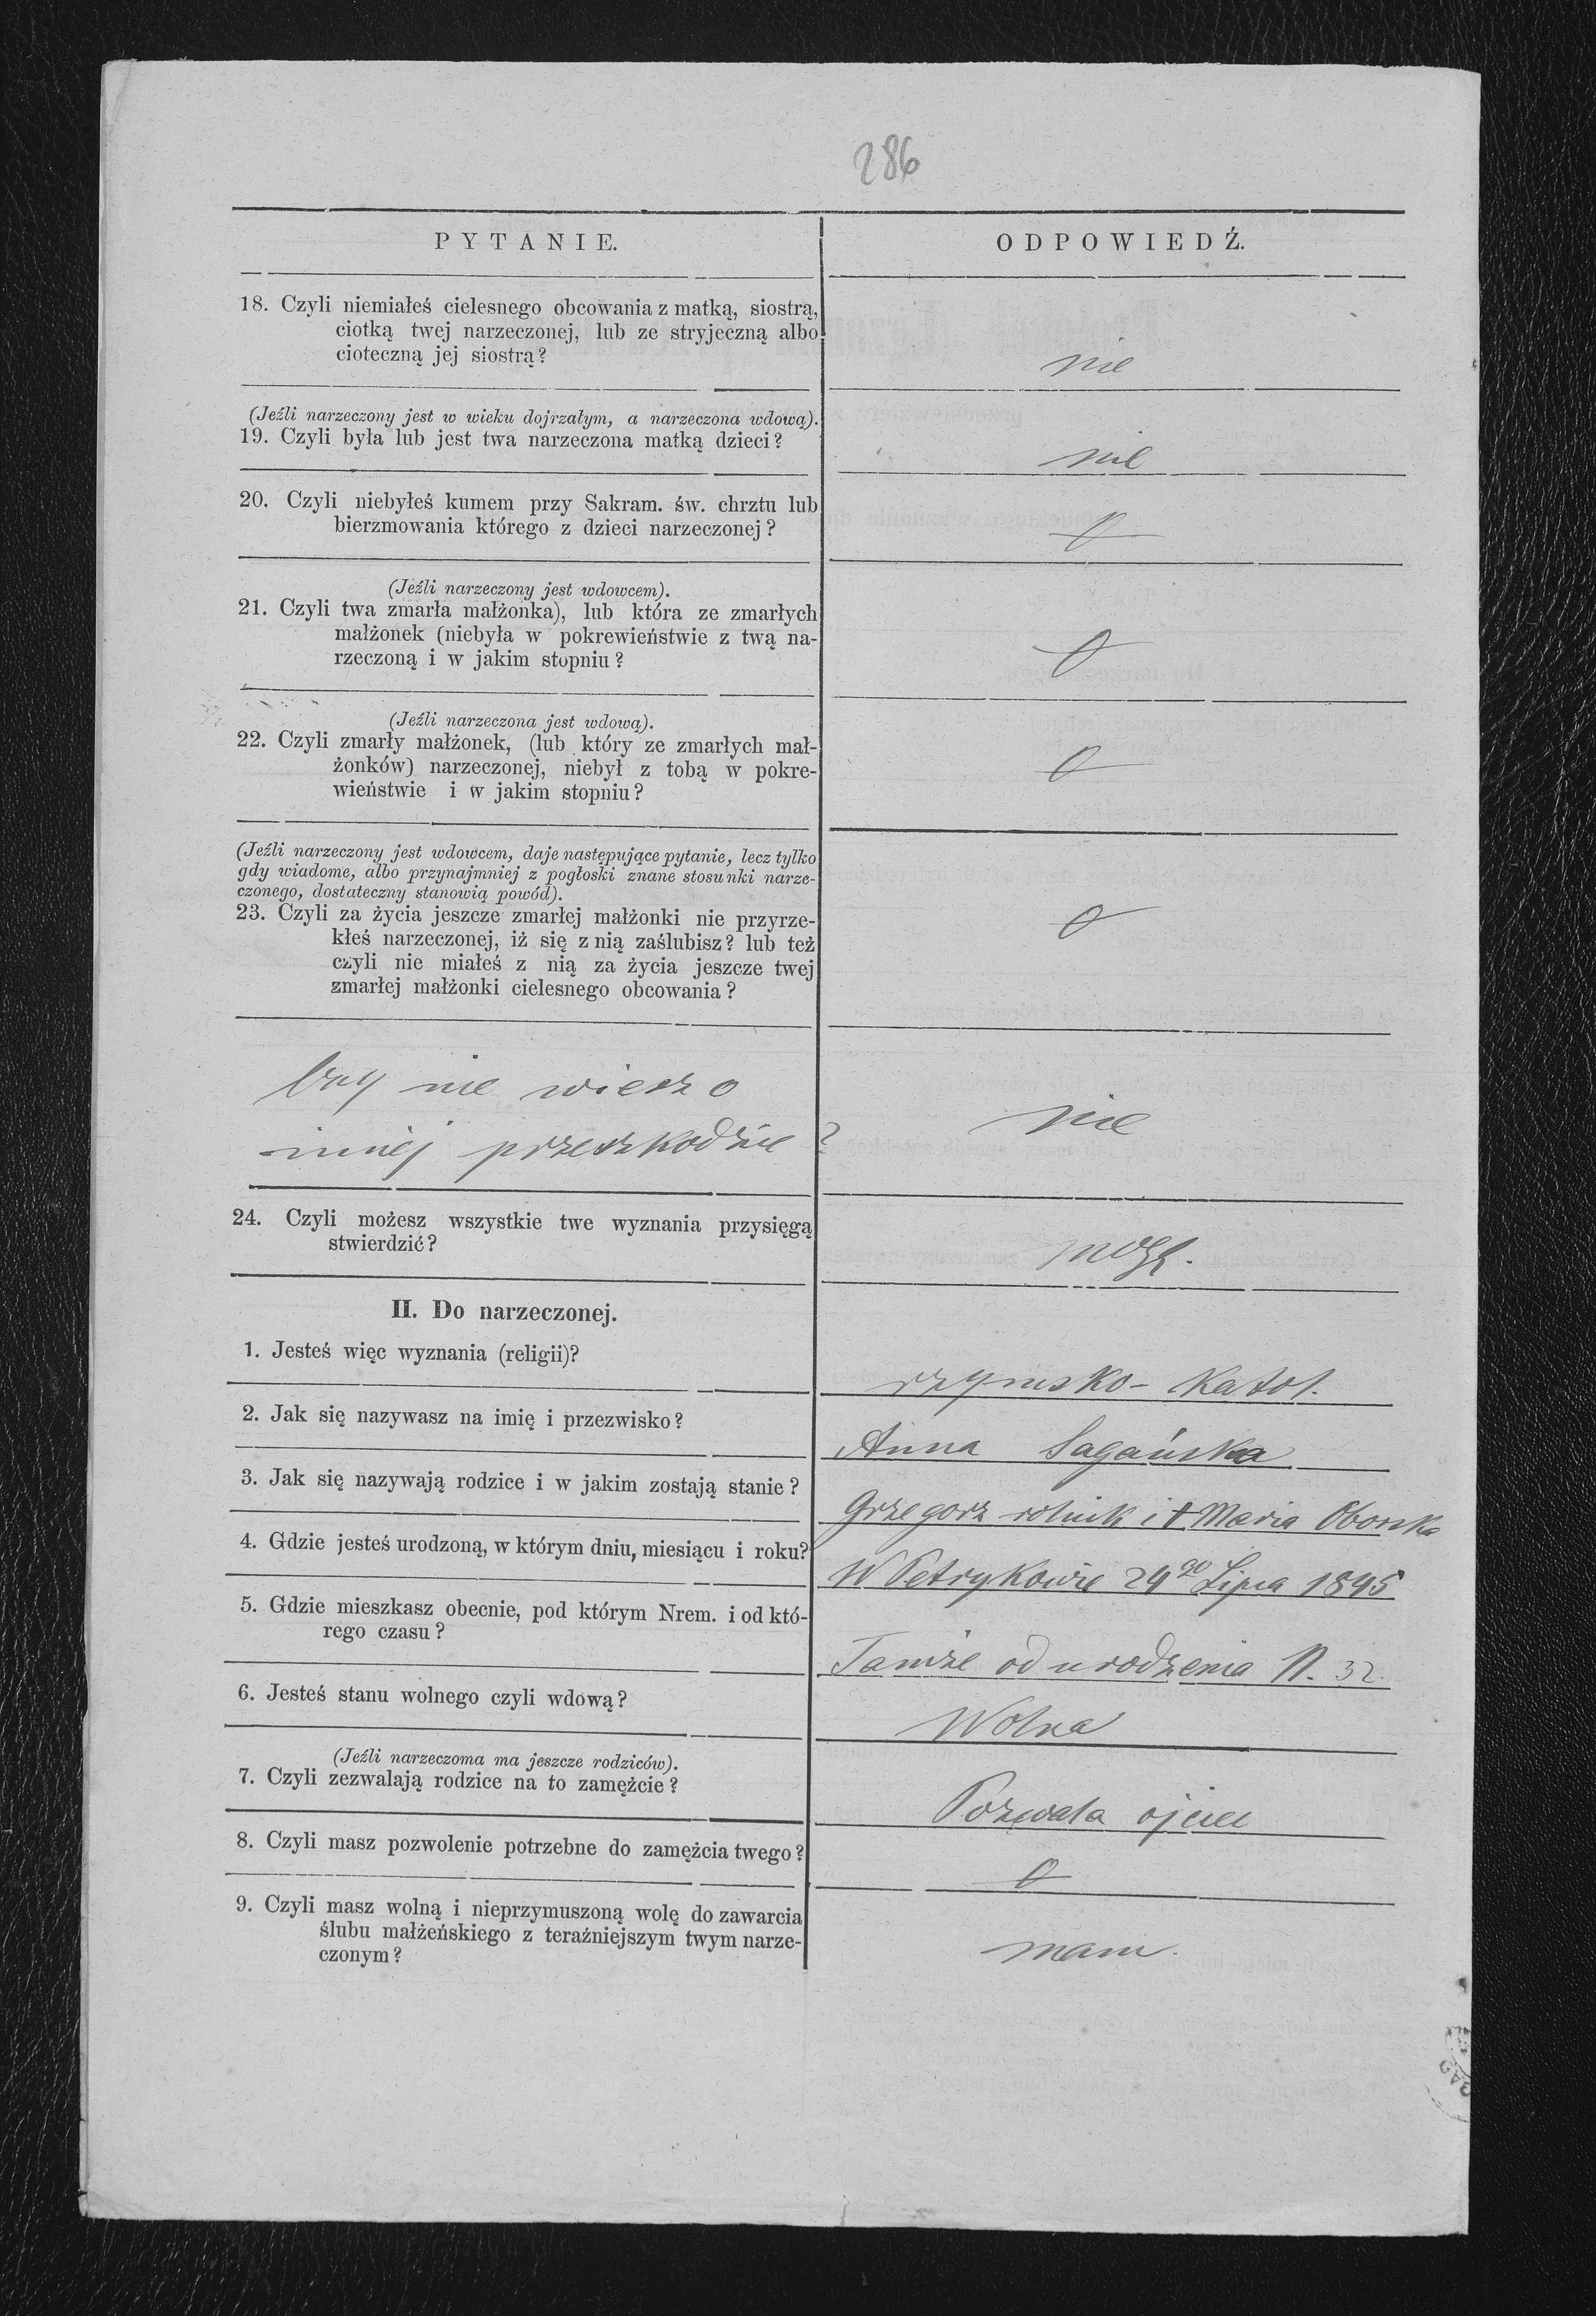 286
PYTANIE.
ODPOWIEDŹ.
18. Czyli niemiałeś cielesnego obcowania z matką, siostrą,
ciotką twej narzeczonej, lub ze stryjeczną albo
cioteczną jej siostrą?
nie
(Jeźli narzeczony jest w wieku dojrzałym, a narzeczona wdową).
19. Czyli była lub jest twa narzeczona matką dzieci?
nie
20. Czyli niebyłeś kumem przy Sakram. św. chrztu lub
bierzmowania którego z dzieci narzeczonej?
0
(Jeźli narzeczony jest wdowcem).
21. Czyli twa zmarła małżonka), lub która ze zmarłych
małżonek (niebyła w pokrewieństwie z twą na-
rzeczoną i w jakim stopniu?
0
(Jeźli narzeczona jest wdową).
22. Czyli zmarły małżonek, (lub który ze zmarłych mał-
żonków) narzeczonej, niebył z tobą w pokre-
wieństwie i w jakim stopniu?
0
(Jeźli narzeczony jest wdowcem, daje następujące pytanie, lecz tylko
gdy wiadome, albo przynajmniej z pogłoski znane stosunki narze-
czonego, dostateczny stanowią powód).
23. Czyli za życia jeszcze zmarłej małżonki nie przyrze-
kłeś narzeczonej, iż się z nią zaślubisz? lub też
czyli nie miałeś z nią za życia jeszcze twej
zmarłej małżonki cielesnego obcowania?
0
Czy nie wiesz o
innej przeszkodzie ?
nie
24. Czyli możesz wszystkie twe wyznania przysięgą
stwierdzić?
mogę.
II. Do narzeczonej.
1. Jesteś więc wyznania (religii)?
rzymsko-katol.
2. Jak się nazywasz na imię i przezwisko?
Anna Sagańska
3. Jak się nazywają rodzice i w jakim zostają stanie?
Grzegorz rolnik i † Maria Oborska
4. Gdzie jesteś urodzoną, w którym dniu, miesiącu i roku?
W Petrykowie 24go Lipca 1895
5. Gdzie mieszkasz obecnie, pod którym Nrem. i od któ-
rego czasu?
Tamże od urodzenia N. 32.
6. Jesteś stanu wolnego czyli wdową?
Wolna
(Jeźli narzeczoma ma jeszcze rodziców).
7. Czyli zezwalają rodzice na to zamężcie?
Pozwala ojciec
8. Czyli masz pozwolenie potrzebne do zamężcia twego?
0
9. Czyli masz wolną i nieprzymuszoną wolę do zawarcia
ślubu małżeńskiego z teraźniejszym twym narze-
czonym?
mam.